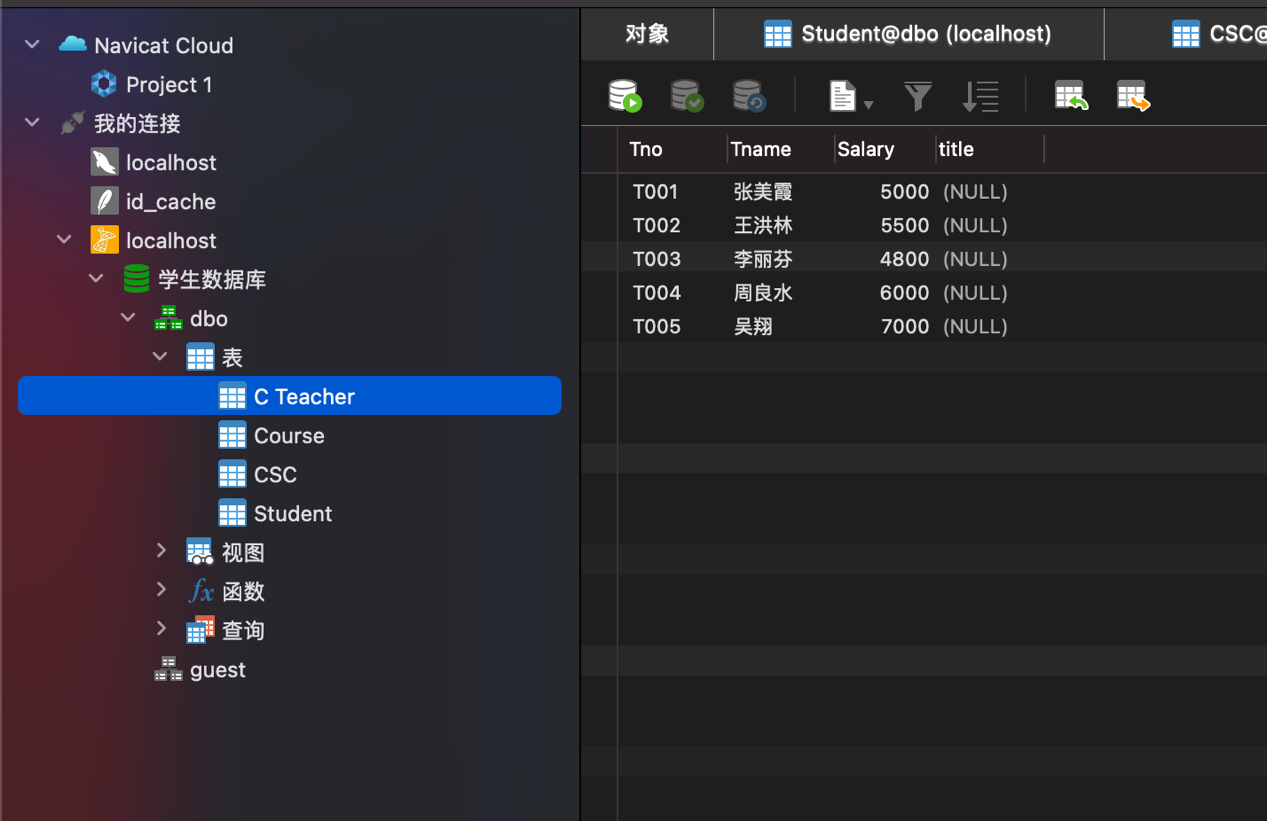 Navicat Cloud
Project 1
我的连接
localhost
id_cache
localhost
学生数据库
dbo
表
C Teacher
Course
CSC
Student
视图
fx 函数
查询
guest
对象 Student@dbo (localhost) CSC@
Tno Tname Salary title
T001 张美霞 5000 (NULL)
T002 王洪林 5500 (NULL)
T003 李丽芬 4800 (NULL)
T004 周良水 6000 (NULL)
T005 吴翔 7000 (NULL)